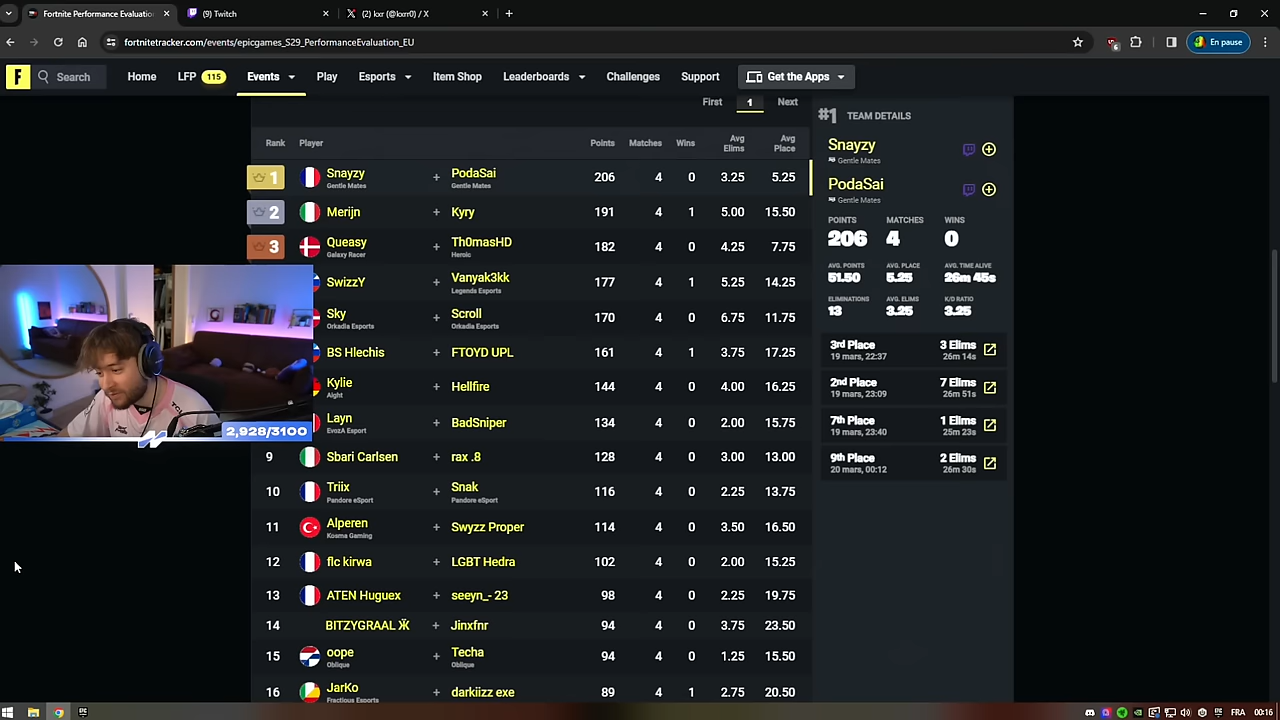 Fortnite Performance Evaluatio
(9) Twitch
(2) kxr (@kxrr0) / X
fortnitetracker.com/events/epicgames_S29_PerformanceEvaluation_EU
En pause
F Search Home LFP 115 Events Play Esports Item Shop Leaderboards Challenges Support Get the Apps
First 1 Next
Rank Player Points Matches Wins Avg Elims Avg Place
1 Snayzy Gentle Mates + PodaSai Gentle Mates 206 4 0 3.25 5.25
2 Merijn + Kyry 191 4 1 5.00 15.50
3 Queasy Galaxy Racer + Th0masHD Heroic 182 4 0 4.25 7.75
SwizzY + Vanyak3kk Legends Esports 177 4 1 5.25 14.25
Sky Orkadia Esports + Scroll Orkadia Esports 170 4 0 6.75 11.75
BS Hlechis + FTOYD UPL 161 4 1 3.75 17.25
Kylie Alght + Hellfire 144 4 0 4.00 16.25
Layn EvozA Esport + BadSniper 134 4 0 2.00 15.75
9 Sbari Carlsen + rax .8 128 4 0 3.00 13.00
10 Triix Pandore eSport + Snak Pandore eSport 116 4 0 2.25 13.75
11 Alperen Kosma Gaming + Swyzz Proper 114 4 0 3.50 16.50
12 flc kirwa + LGBT Hedra 102 4 0 2.00 15.25
13 ATEN Huguex + seeyn_- 23 98 4 0 2.25 19.75
14 BITZYGRAAL Ӝ + Jinxfnr 94 4 0 3.75 23.50
15 oope Oblique + Techa Oblique 94 4 0 1.25 15.50
16 JarKo Fractious Esports + darkiizz exe 89 4 1 2.75 20.50
#1 TEAM DETAILS
Snayzy
Gentle Mates
PodaSai
Gentle Mates
POINTS MATCHES WINS
206 4 0
AVG. POINTS AVG. PLACE AVG. TIME ALIVE
51.50 5.25 26m 45s
ELIMINATIONS AVG. ELIMS K/D RATIO
13 3.25 3.25
3rd Place 3 Elims
19 mars, 22:37 26m 14s
2nd Place 7 Elims
19 mars, 23:09 26m 51s
7th Place 1 Elims
19 mars, 23:40 25m 23s
9th Place 2 Elims
20 mars, 00:12 26m 30s
2,928/3100
FRA 00:16